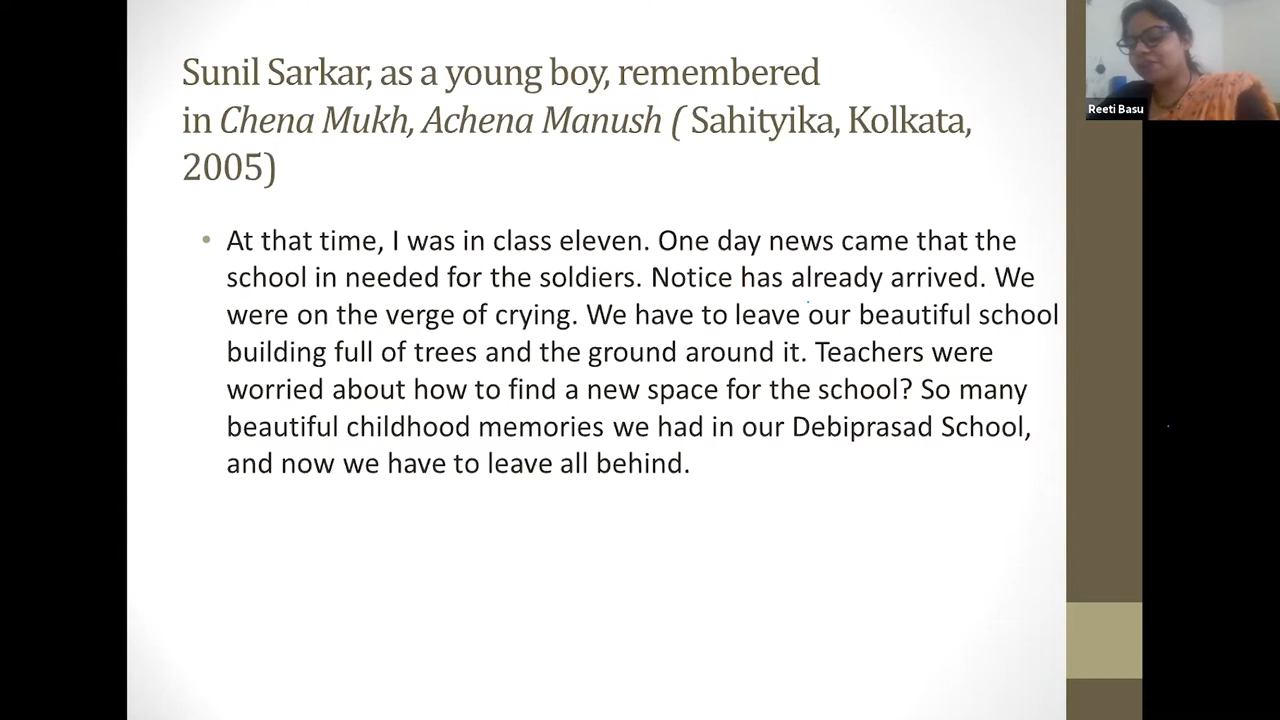 Sunil Sarkar, as a young boy, remembered
in Chena Mukh, Achena Manush ( Sahityika, Kolkata,
2005)
• At that time, I was in class eleven. One day news came that the
school in needed for the soldiers. Notice has already arrived. We
were on the verge of crying. We have to leave our beautiful school
building full of trees and the ground around it. Teachers were
worried about how to find a new space for the school? So many
beautiful childhood memories we had in our Debiprasad School,
and now we have to leave all behind.
Reeti Basu